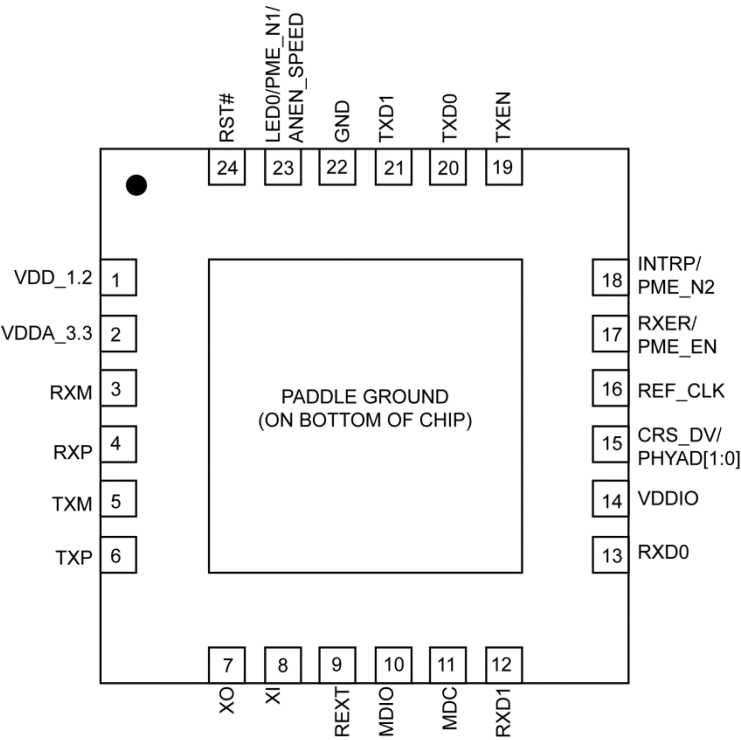 RST#
LED0/PME_N1/
ANEN_SPEED
GND
TXD1
TXD0
TXEN
24
23
22
21
20
19
VDD_1.2
1
VDDA_3.3
2
RXM
3
RXP
4
TXM
5
TXP
6
PADDLE GROUND
(ON BOTTOM OF CHIP)
18
INTRP/
PME_N2
17
RXER/
PME_EN
16
REF_CLK
15
CRS_DV/
PHYAD[1:0]
14
VDDIO
13
RXD0
7
8
9
10
11
12
XO
XI
REXT
MDIO
MDC
RXD1